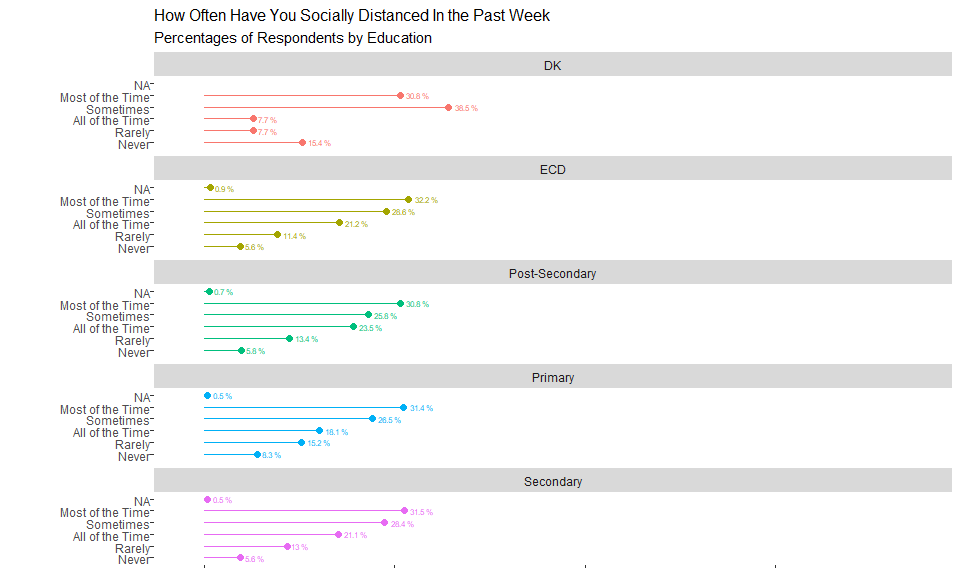 How Often Have You Socially Distanced In the Past Week
Percentages of Respondents by Education
DK
NA
Most of the Time 30.8 %
Sometimes 38.5 %
All of the Time 7.7 %
Rarely 7.7 %
Never 15.4 %
ECD
NA 0.9 %
Most of the Time 32.2 %
Sometimes 28.6 %
All of the Time 21.2 %
Rarely 11.4 %
Never 5.6 %
Post-Secondary
NA 0.7 %
Most of the Time 30.8 %
Sometimes 25.8 %
All of the Time 23.5 %
Rarely 13.4 %
Never 5.8 %
Primary
NA 0.5 %
Most of the Time 31.4 %
Sometimes 26.5 %
All of the Time 18.1 %
Rarely 15.2 %
Never 8.3 %
Secondary
NA 0.5 %
Most of the Time 31.5 %
Sometimes 28.4 %
All of the Time 21.1 %
Rarely 13 %
Never 5.6 %